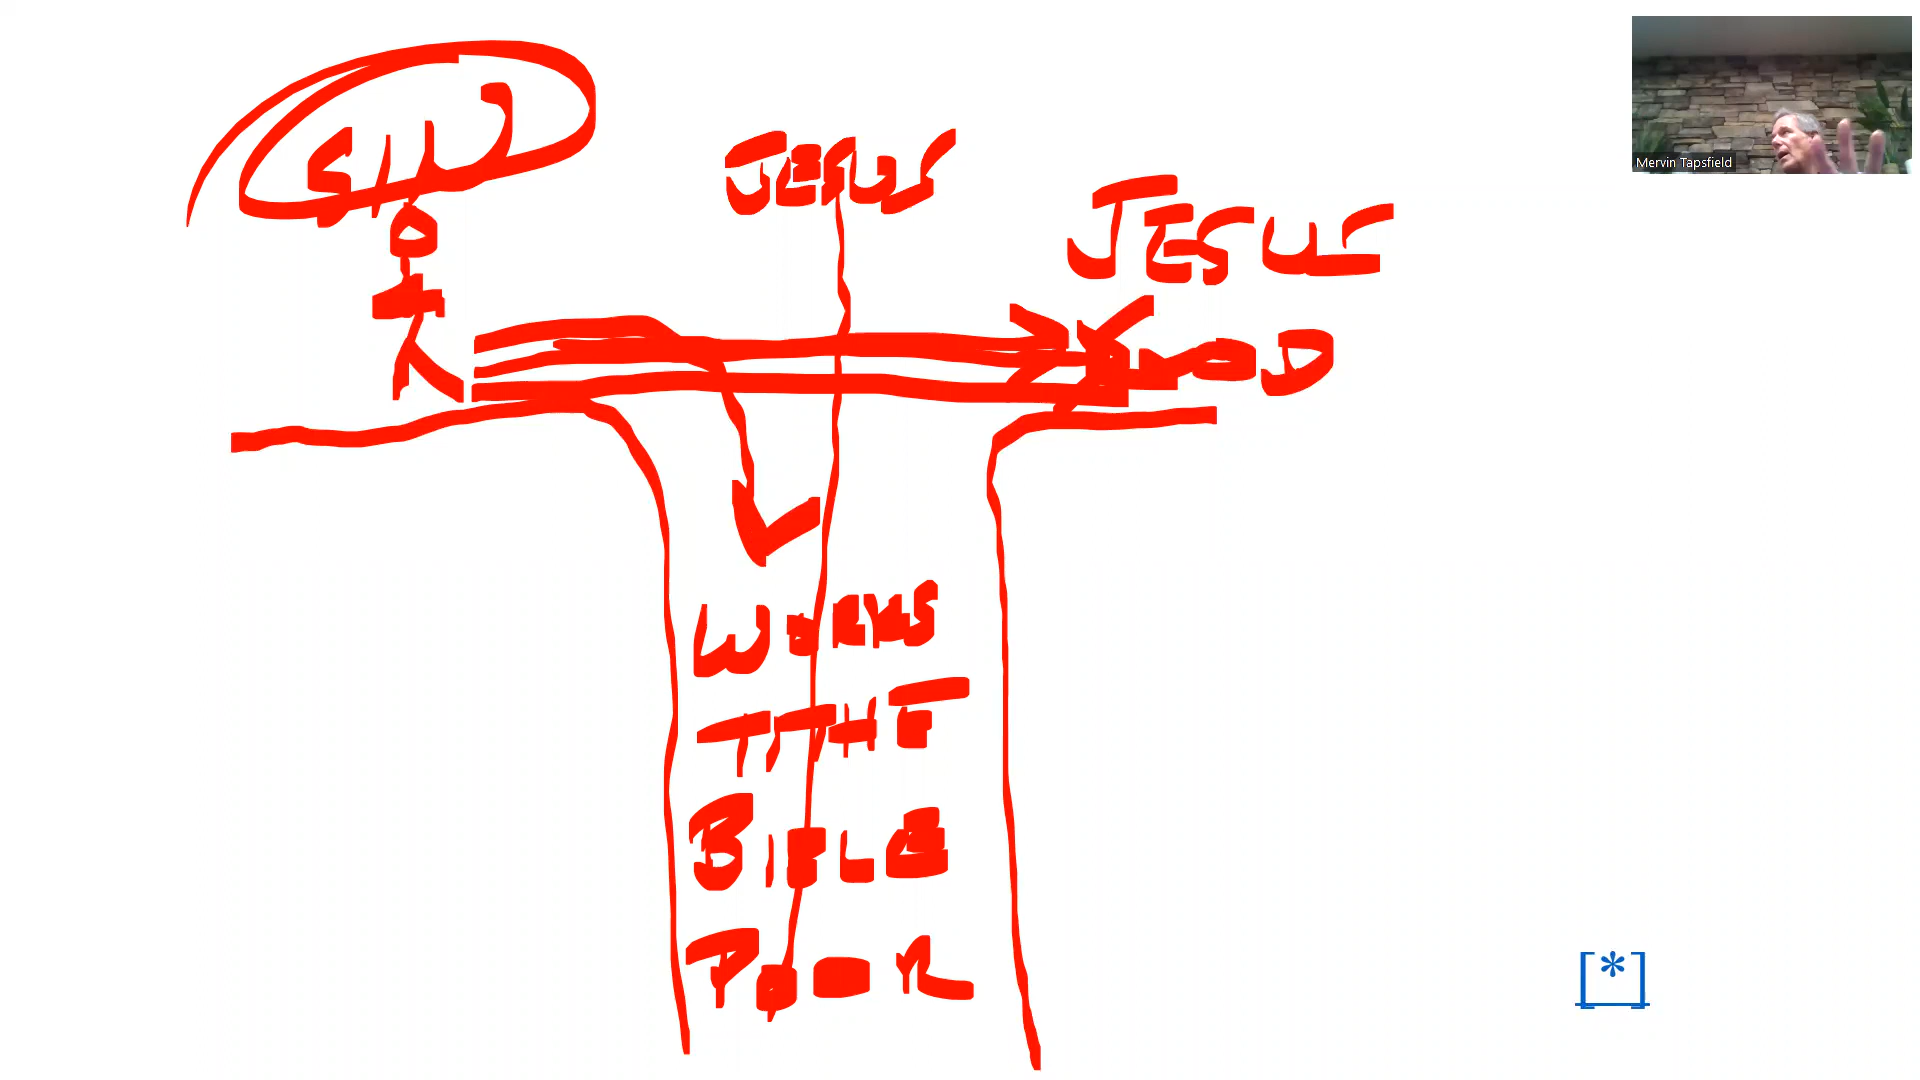 SIN
JESUS
JESUS
GOD
WORKS
TITHE
BIBLE
POOR
Mervin Tapsfield
[*]